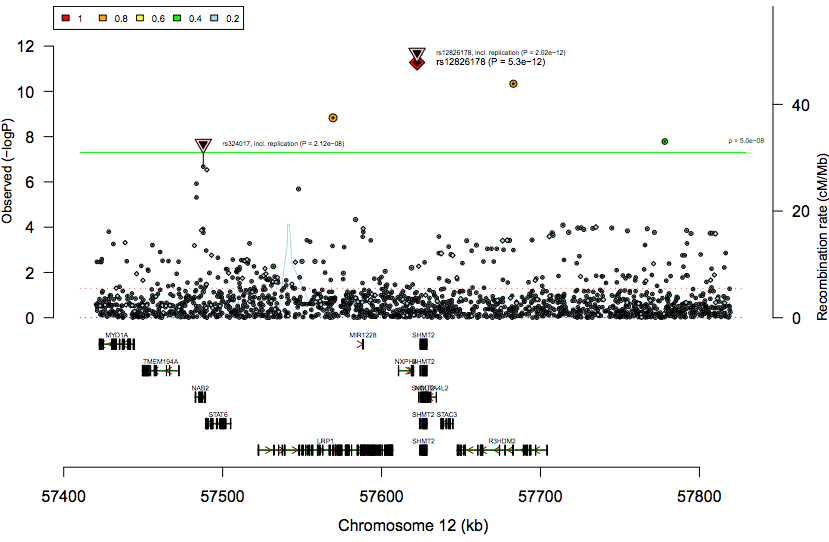 1 0.8 0.6 0.4 0.2
12
10
8
6
4
2
0
Observed (−logP)
40
20
0
Recombination rate (cM/Mb)
rs12826178, incl. replication (P = 2.02e−12)
rs12826178 (P = 5.3e−12)
rs324017, incl. replication (P = 2.12e−08)
p = 5.0e−08
MYO1A MIR1228 SHMT2
TMEM194A NXPH4 SHMT2
NAB2 SHMT2
STAT6 SHMT2 STAC3
LRP1 SHMT2 R3HDM2
57400 57500 57600 57700 57800
Chromosome 12 (kb)